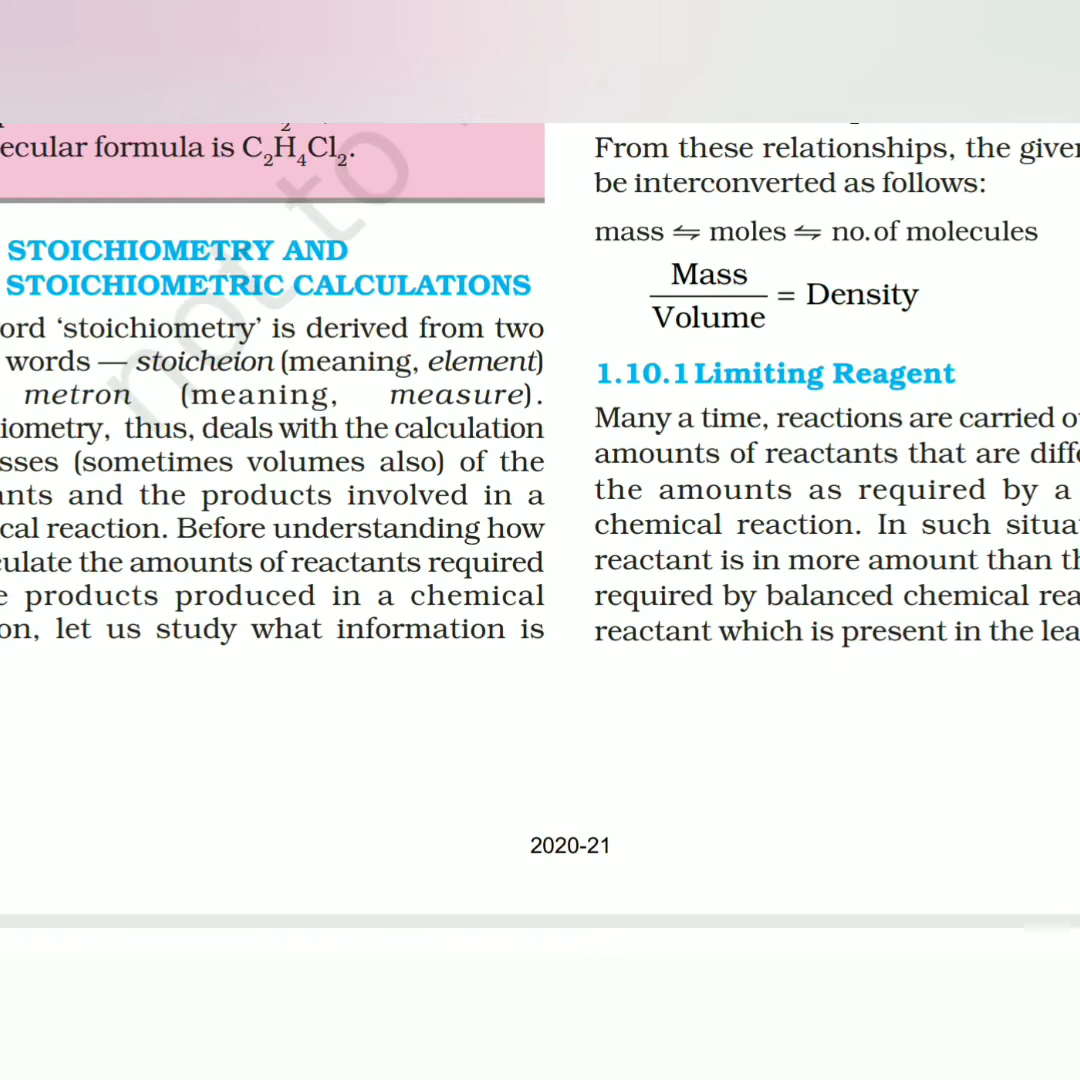 ecular formula is C₂H₄Cl₂.
STOICHIOMETRY AND
STOICHIOMETRIC CALCULATIONS
ord ‘stoichiometry’ is derived from two
words — stoicheion (meaning, element)
metron (meaning, measure).
iometry, thus, deals with the calculation
sses (sometimes volumes also) of the
ants and the products involved in a
cal reaction. Before understanding how
culate the amounts of reactants required
e products produced in a chemical
on, let us study what information is
From these relationships, the given
be interconverted as follows:
mass ⇋ moles ⇋ no. of molecules
Mass
Volume = Density
1.10.1 Limiting Reagent
Many a time, reactions are carried o
amounts of reactants that are diffe
the amounts as required by a
chemical reaction. In such situa
reactant is in more amount than th
required by balanced chemical rea
reactant which is present in the lea
2020-21
not to